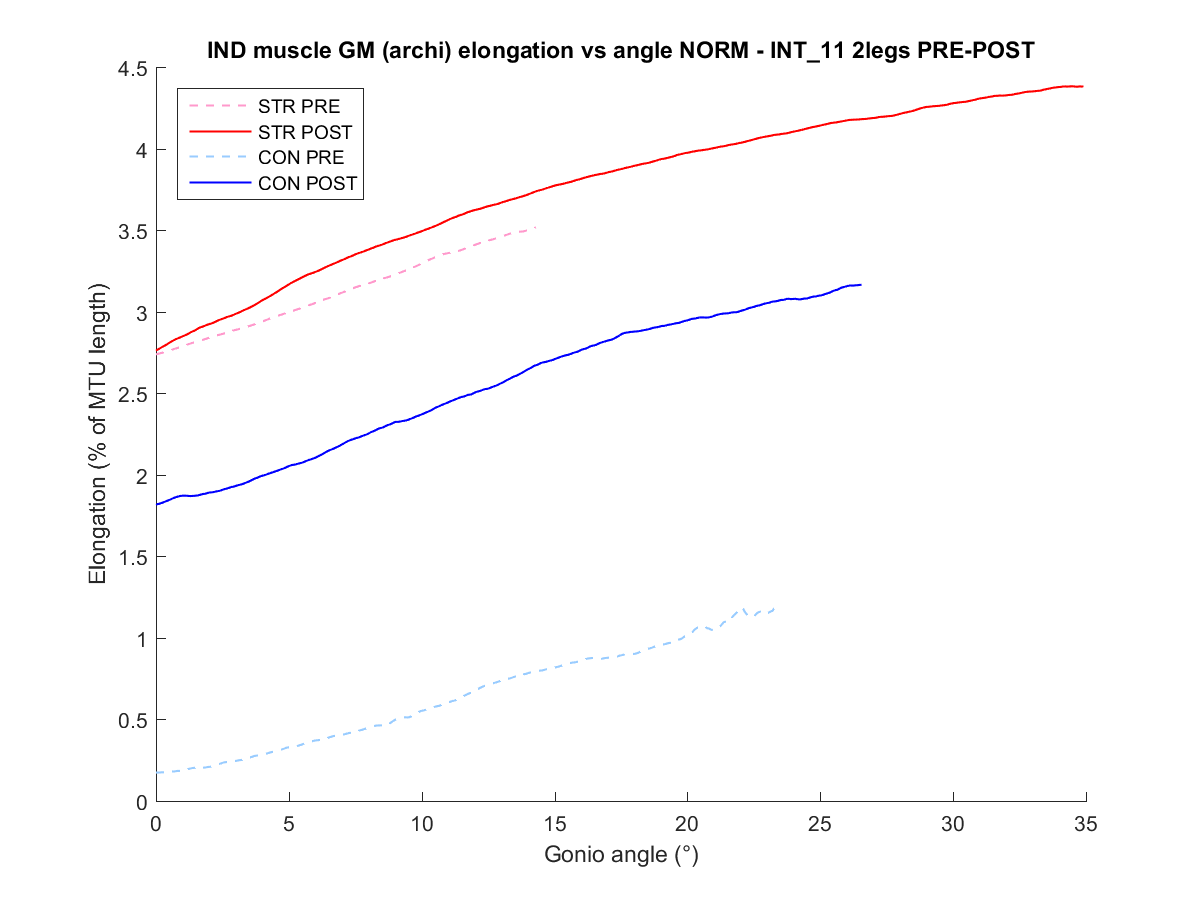 IND muscle GM (archi) elongation vs angle NORM - INT_11 2legs PRE-POST
4.5
4
3.5
3
2.5
2
1.5
1
0.5
0
Elongation (% of MTU length)
STR PRE
STR POST
CON PRE
CON POST
0 5 10 15 20 25 30 35
Gonio angle (°)